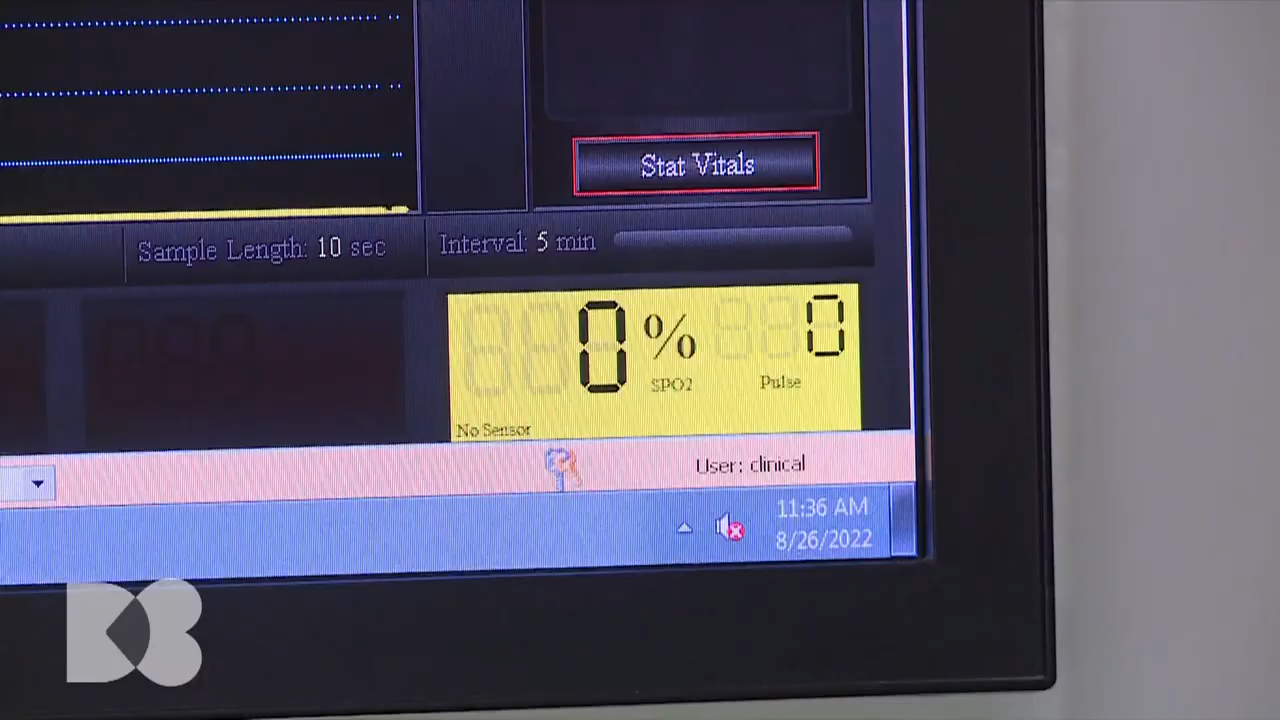 Stat Vitals
Sample Length: 10 sec
Interval: 5 min
0 % SPO2
0 Pulse
No Sensor
User: clinical
11:36 AM
8/26/2022